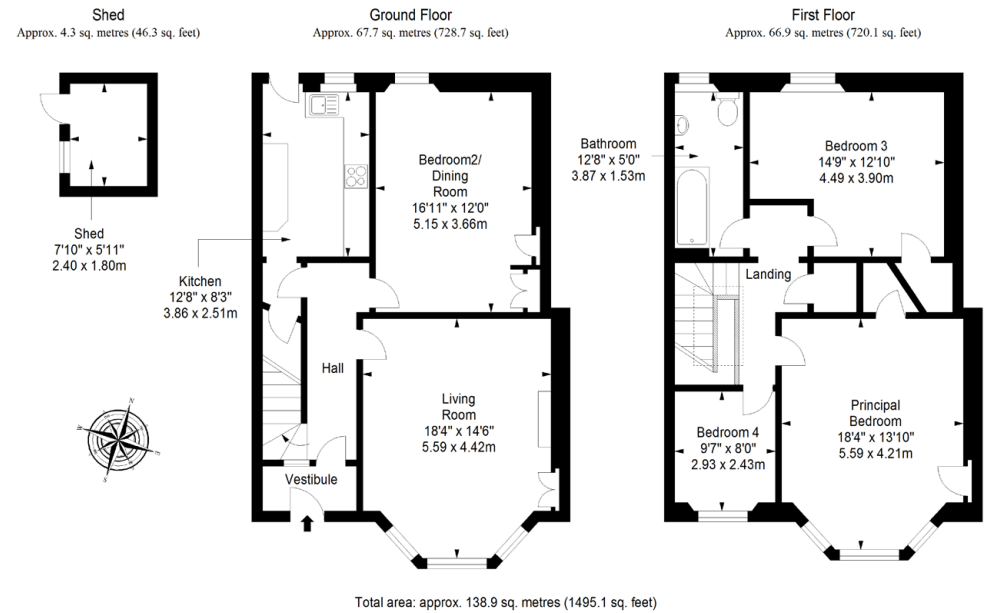 Shed
Approx. 4.3 sq. metres (46.3 sq. feet)
Ground Floor
Approx. 67.7 sq. metres (728.7 sq. feet)
First Floor
Approx. 66.9 sq. metres (720.1 sq. feet)
Shed
7'10" x 5'11"
2.40 x 1.80m
Kitchen
12'8" x 8'3"
3.86 x 2.51m
Bedroom2/
Dining
Room
16'11" x 12'0"
5.15 x 3.66m
Hall
Living
Room
18'4" x 14'6"
5.59 x 4.42m
Vestibule
Bathroom
12'8" x 5'0"
3.87 x 1.53m
Bedroom 3
14'9" x 12'10"
4.49 x 3.90m
Landing
Principal
Bedroom
18'4" x 13'10"
5.59 x 4.21m
Bedroom 4
9'7" x 8'0"
2.93 x 2.43m
N
W
E
S
Total area: approx. 138.9 sq. metres (1495.1 sq. feet)